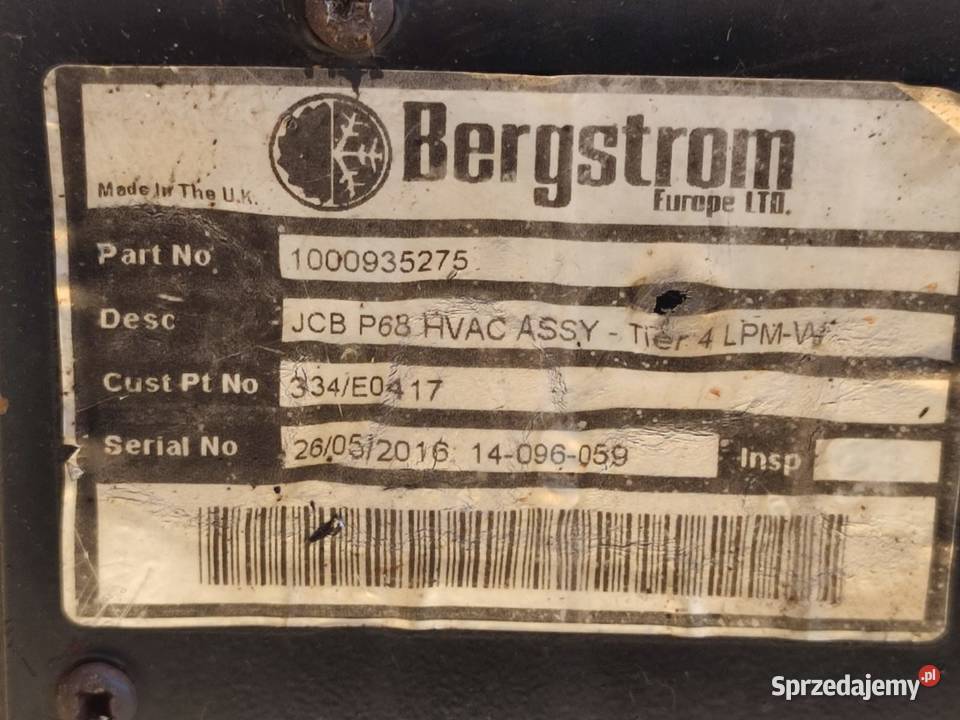 Bergstrom
Europe LTD.
Made In The U.K.
Part No 1000935275
Desc JCB P68 HVAC ASSY - Tier 4 LPM-W
Cust Pt No 334/E0417
Serial No 26/05/2016 14-096-059 Insp
Sprzedajemy.pl